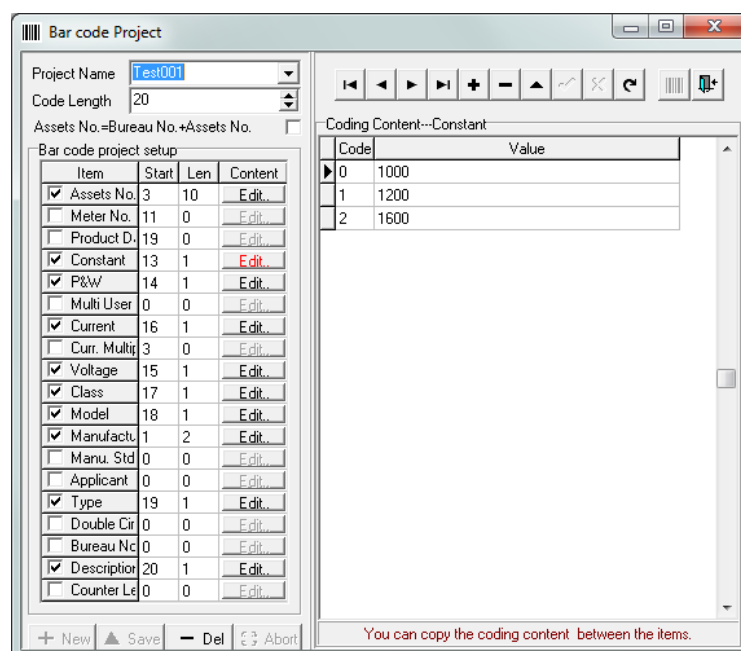 Bar code Project
Project Name Test001
Code Length 20
Assets No.=Bureau No.+Assets No.
Bar code project setup
Item Start Len Content
Assets No. 3 10 Edit..
Meter No. 11 0 Edit..
Product D. 19 0 Edit..
Constant 13 1 Edit..
P&W 14 1 Edit..
Multi User 0 0 Edit..
Current 16 1 Edit..
Curr. Multip 3 0 Edit..
Voltage 15 1 Edit..
Class 17 1 Edit..
Model 18 1 Edit..
Manufactu 1 2 Edit..
Manu. Std 0 0 Edit..
Applicant 0 0 Edit..
Type 19 1 Edit..
Double Cir 0 0 Edit..
Bureau Nc 0 0 Edit..
Description 20 1 Edit..
Counter Le 0 0 Edit..
New Save Del Abort
Coding Content---Constant
Code Value
0 1000
1 1200
2 1600
You can copy the coding content between the items.